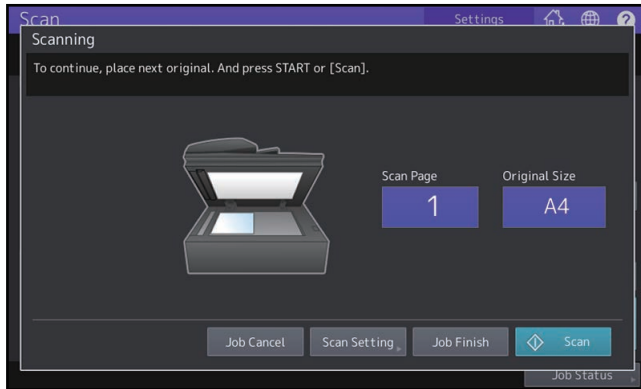 Scan
Settings
?
Scanning
To continue, place next original. And press START or [Scan].
Scan Page
Original Size
1
A4
Job Cancel
Scan Setting
Job Finish
Scan
Job Status